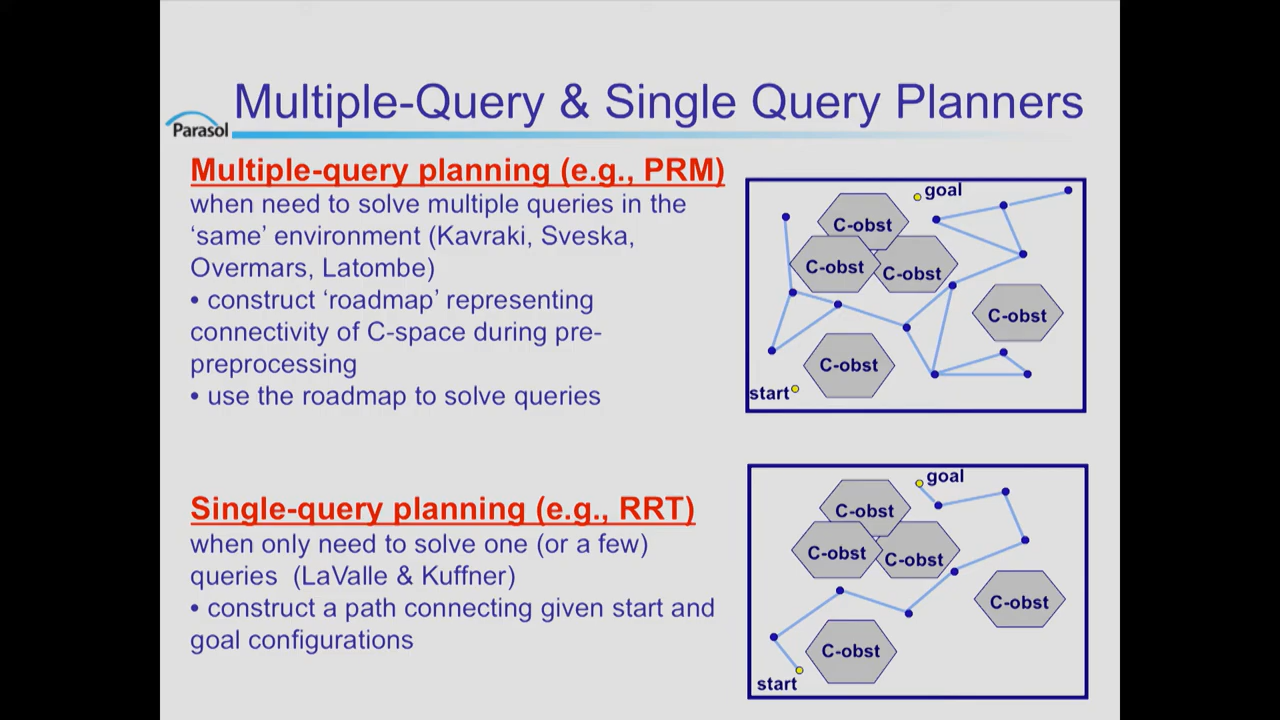 Multiple-Query & Single Query Planners
Parasol
Multiple-query planning (e.g., PRM)
when need to solve multiple queries in the
‘same’ environment (Kavraki, Sveska,
Overmars, Latombe)
• construct ‘roadmap’ representing
connectivity of C-space during pre-
preprocessing
• use the roadmap to solve queries
goal
C-obst
C-obst
C-obst
C-obst
C-obst
start
Single-query planning (e.g., RRT)
when only need to solve one (or a few)
queries (LaValle & Kuffner)
• construct a path connecting given start and
goal configurations
goal
C-obst
C-obst
C-obst
C-obst
C-obst
start